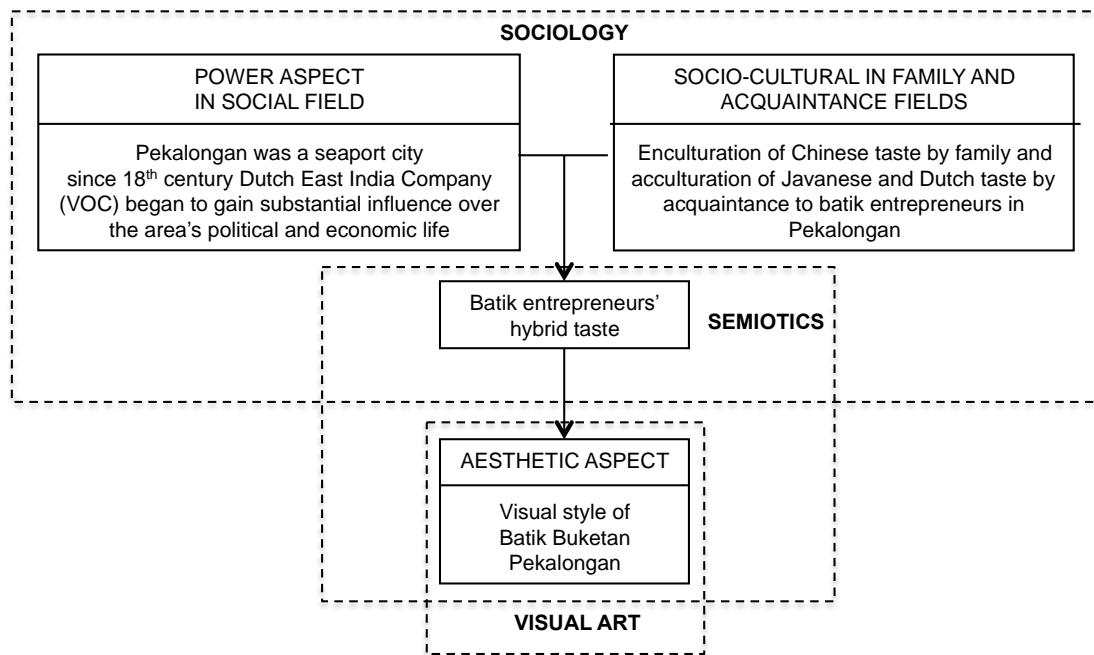 SOCIOLOGY
POWER ASPECT
IN SOCIAL FIELD
Pekalongan was a seaport city
since 18th century Dutch East India Company
(VOC) began to gain substantial influence over
the area's political and economic life
SOCIO-CULTURAL IN FAMILY AND
ACQUAINTANCE FIELDS
Enculturation of Chinese taste by family and
acculturation of Javanese and Dutch taste by
acquaintance to batik entrepreneurs in
Pekalongan
Batik entrepreneurs'
hybrid taste
SEMIOTICS
AESTHETIC ASPECT
Visual style of
Batik Buketan
Pekalongan
VISUAL ART